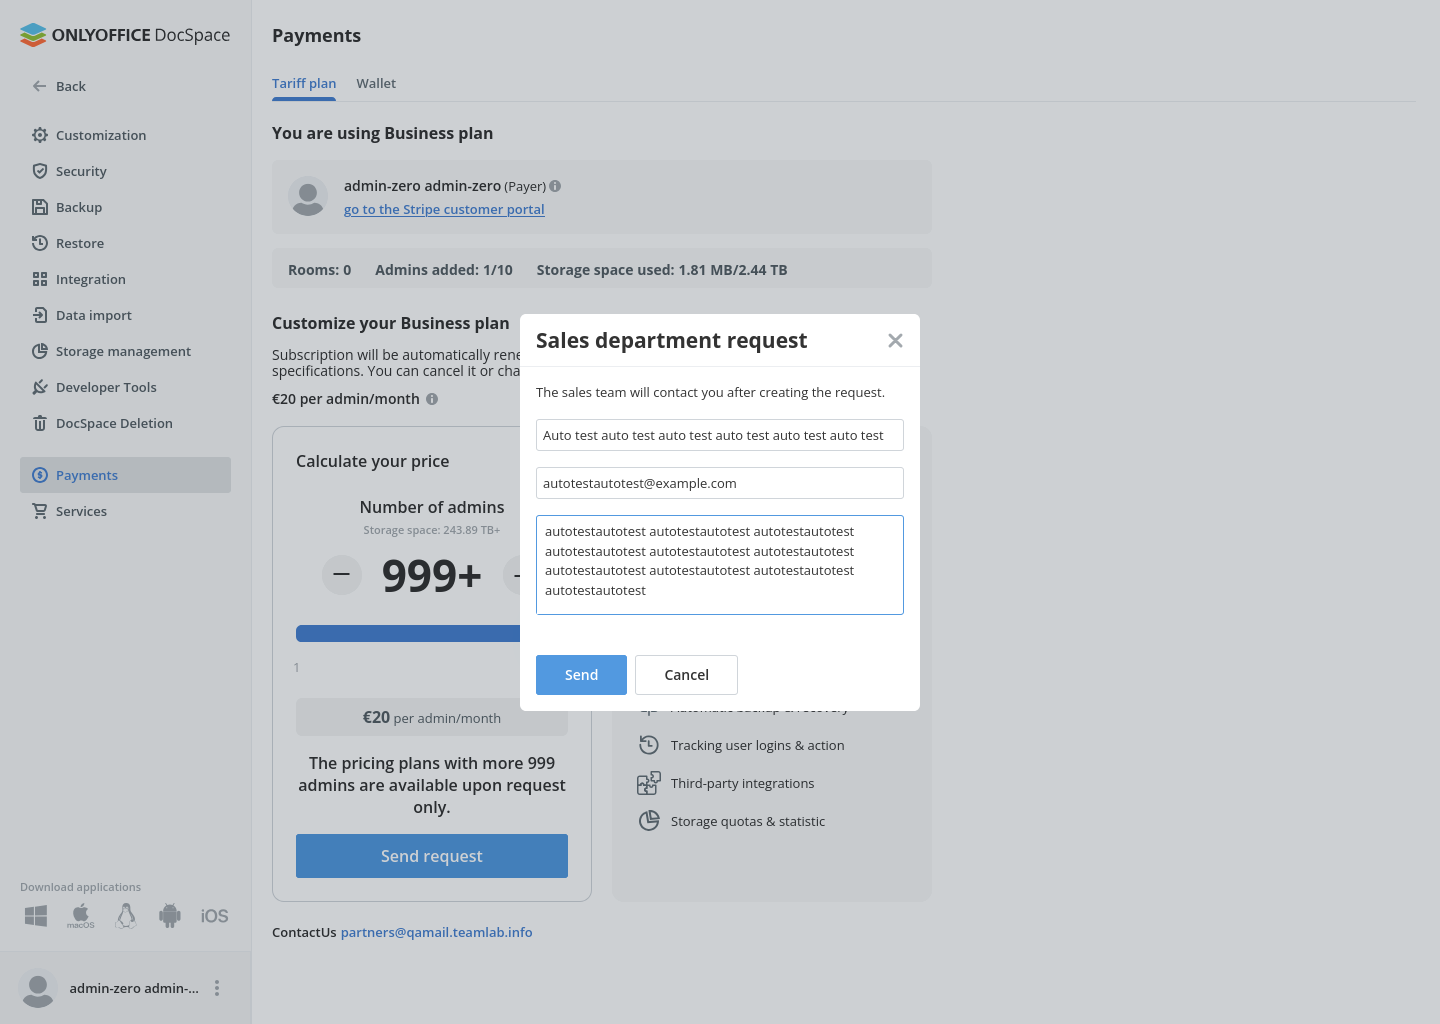 ONLYOFFICE DocSpace
Back
Customization
Security
Backup
Restore
Integration
Data import
Storage management
Developer Tools
DocSpace Deletion
Payments
Services
Download applications
macOS
iOS
admin-zero admin-...
Payments
Tariff plan
Wallet
You are using Business plan
admin-zero admin-zero (Payer)
go to the Stripe customer portal
Rooms: 0 Admins added: 1/10 Storage space used: 1.81 MB/2.44 TB
Customize your Business plan
Subscription will be automatically rene
specifications. You can cancel it or cha
€20 per admin/month
Calculate your price
Number of admins
Storage space: 243.89 TB+
999+
1
€20 per admin/month
The pricing plans with more 999
admins are available upon request
only.
Send request
Automatic backup & recovery
Tracking user logins & action
Third-party integrations
Storage quotas & statistic
ContactUs partners@qamail.teamlab.info
Sales department request
The sales team will contact you after creating the request.
Auto test auto test auto test auto test auto test auto test
autotestautotest@example.com
autotestautotest autotestautotest autotestautotest
autotestautotest autotestautotest autotestautotest
autotestautotest autotestautotest autotestautotest
autotestautotest
Send
Cancel